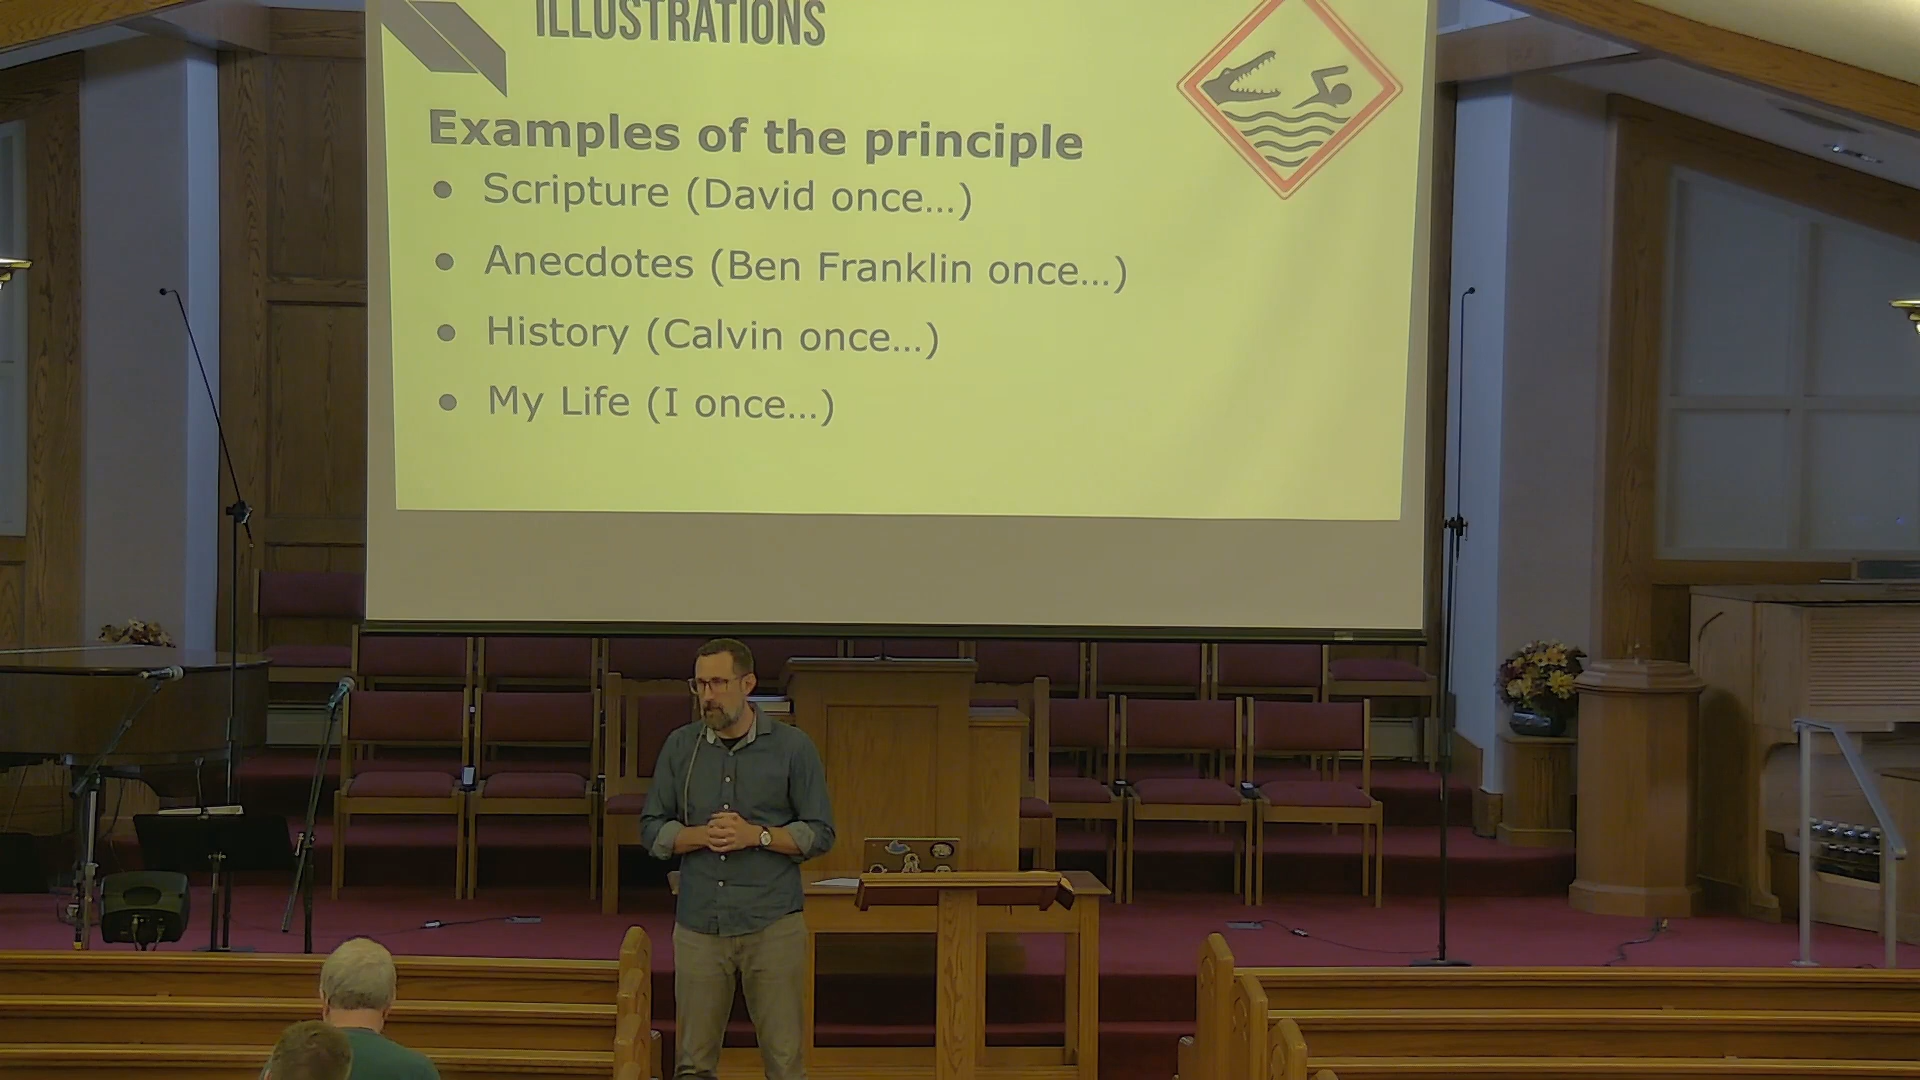 ILLUSTRATIONS
Examples of the principle
• Scripture (David once...)
• Anecdotes (Ben Franklin once...)
• History (Calvin once...)
• My Life (I once...)